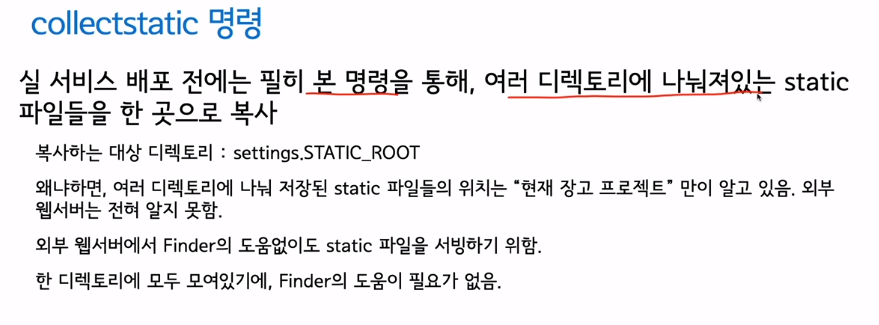 collectstatic 명령
실 서비스 배포 전에는 필히 본 명령을 통해, 여러 디렉토리에 나눠져있는 static
파일들을 한 곳으로 복사
복사하는 대상 디렉토리 : settings.STATIC_ROOT
왜냐하면, 여러 디렉토리에 나눠 저장된 static 파일들의 위치는 “현재 장고 프로젝트” 만이 알고 있음. 외부
웹서버는 전혀 알지 못함.
외부 웹서버에서 Finder의 도움없이도 static 파일을 서빙하기 위함.
한 디렉토리에 모두 모여있기에, Finder의 도움이 필요가 없음.